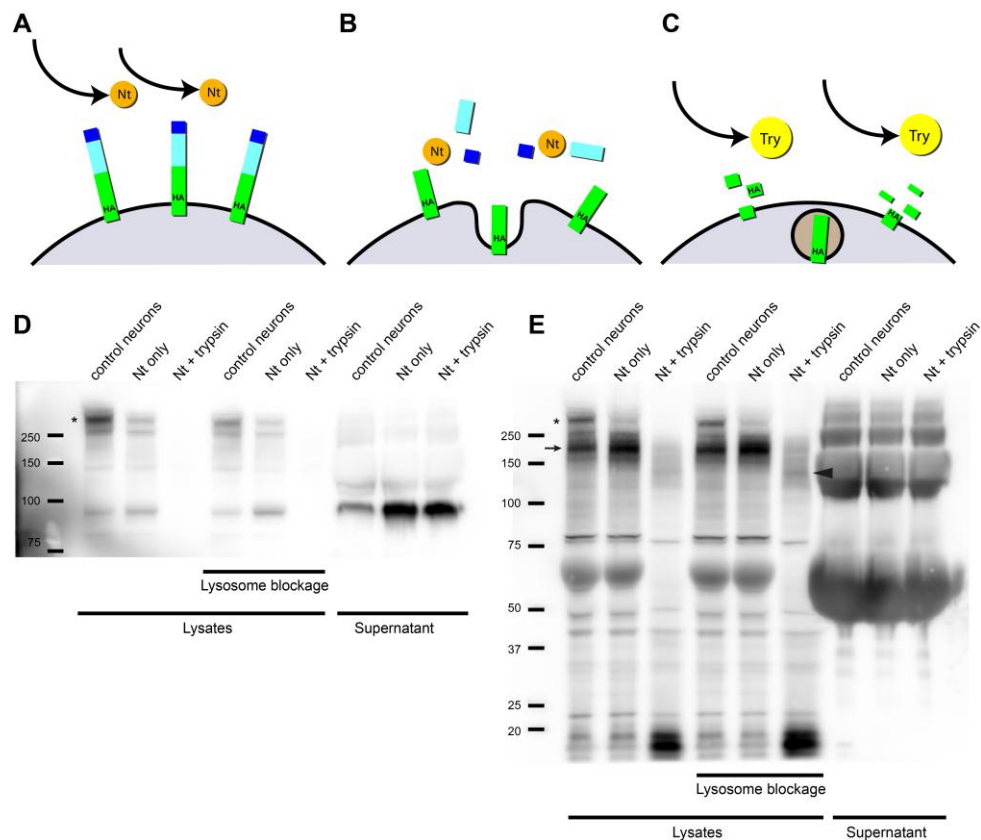 A
B
C
Nt
Nt
HA
HA
HA
Nt
Nt
HA
HA
HA
Try
Try
HA
HA
HA
D
control neurons
Nt only
Nt + trypsin
control neurons
Nt only
Nt + trypsin
control neurons
Nt only
Nt + trypsin
*
250
150
100
75
Lysosome blockage
Lysates
Supernatant
E
control neurons
Nt only
Nt + trypsin
control neurons
Nt only
Nt + trypsin
control neurons
Nt only
Nt + trypsin
*
250
150
100
75
50
37
25
20
Lysosome blockage
Lysates
Supernatant